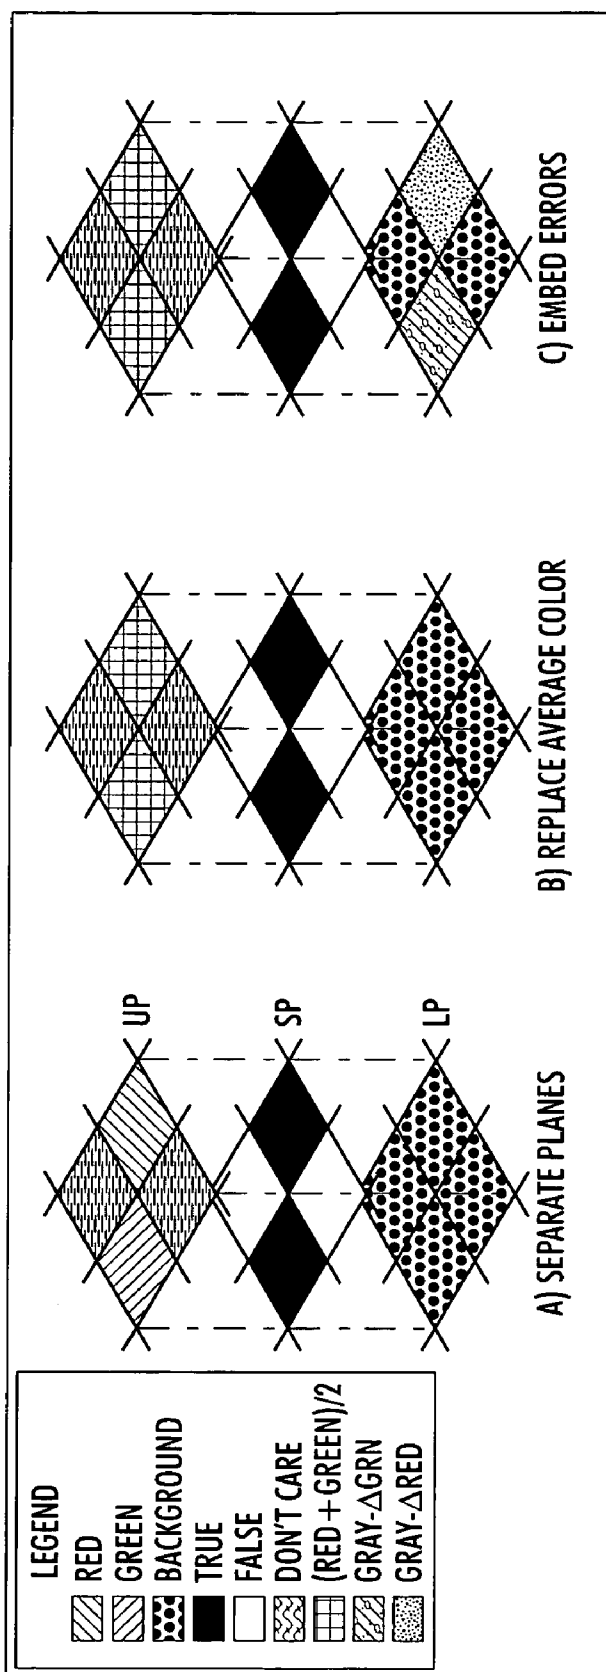 LEGEND
RED
GREEN
BACKGROUND
TRUE
FALSE
DON'T CARE
(RED+GREEN)/2
GRAY-ΔGRN
GRAY-ΔRED
UP
SP
LP
A) SEPARATE PLANES
B) REPLACE AVERAGE COLOR
C) EMBED ERRORS